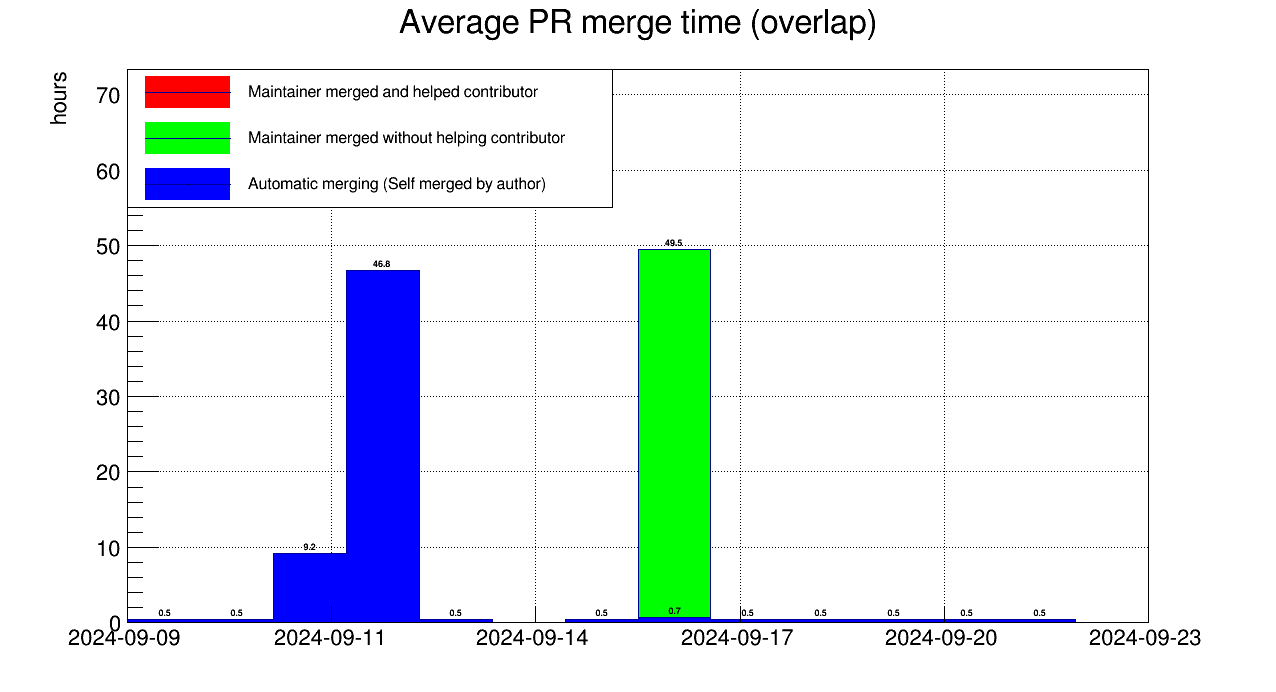 Average PR merge time (overlap)
hours
Maintainer merged and helped contributor
Maintainer merged without helping contributor
Automatic merging (Self merged by author)
70
60
50
40
30
20
10
0
49.5
46.8
9.2
0.5 0.5 0.5 0.5 0.7 0.5 0.5 0.5 0.5 0.5
2024-09-09 2024-09-11 2024-09-14 2024-09-17 2024-09-20 2024-09-23